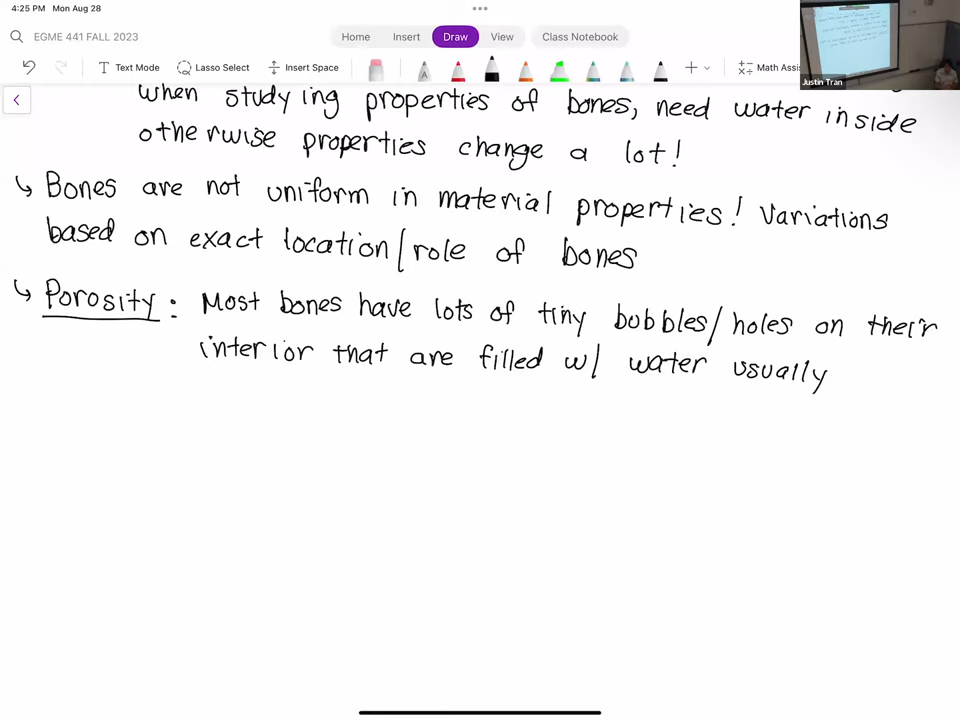 4:25 PM Mon Aug 28
EGME 441 FALL 2023
Home Insert Draw View Class Notebook
Text Mode Lasso Select Insert Space Math Assis
Justin Tran
when studying properties of bones, need water inside
otherwise properties change a lot!
↳ Bones are not uniform in material properties! Variations
based on exact location/role of bones
↳ Porosity: Most bones have lots of tiny bubbles/holes on their
interior that are filled w/ water usually